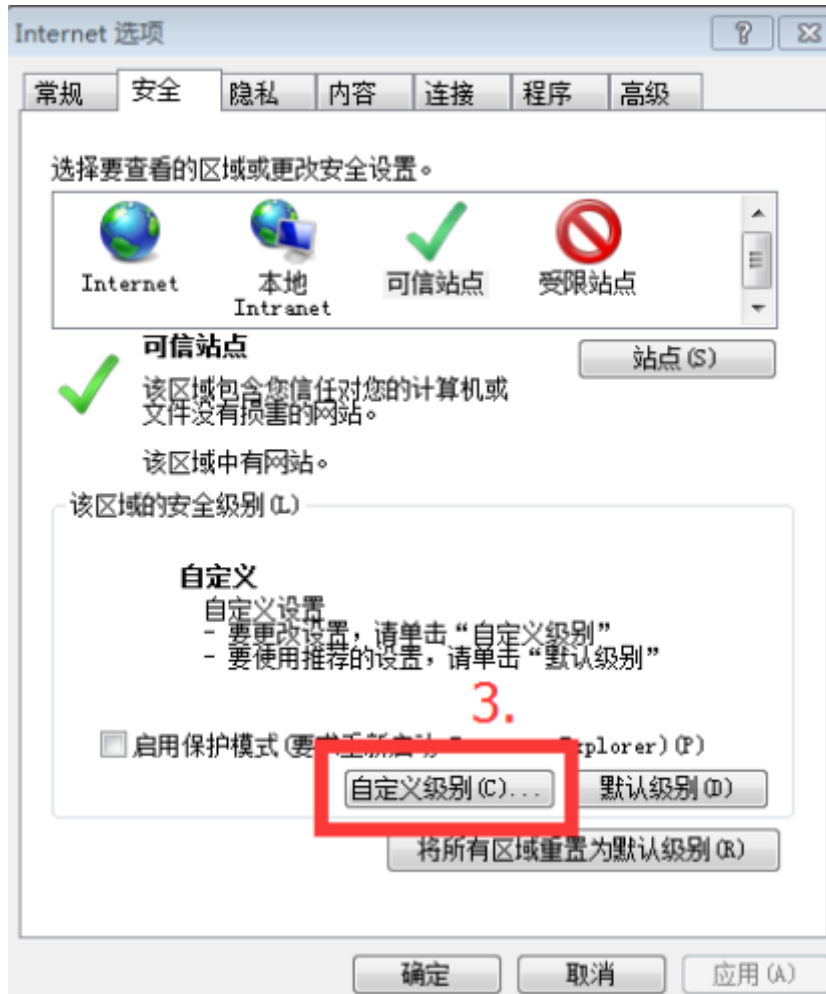 Internet 选项
常规 安全 隐私 内容 连接 程序 高级
选择要查看的区域或更改安全设置。
Internet 本地 Intranet 可信站点 受限站点
可信站点
站点(S)
该区域包含您信任对您的计算机或
文件没有损害的网站。
该区域中有网站。
该区域的安全级别(L)
自定义
自定义设置
- 要更改设置，请单击“自定义级别”
- 要使用推荐的设置，请单击“默认级别”
3.
启用保护模式(要求重新启动 Explorer)(P)
自定义级别(C)... 默认级别(D)
将所有区域重置为默认级别(R)
确定 取消 应用(A)